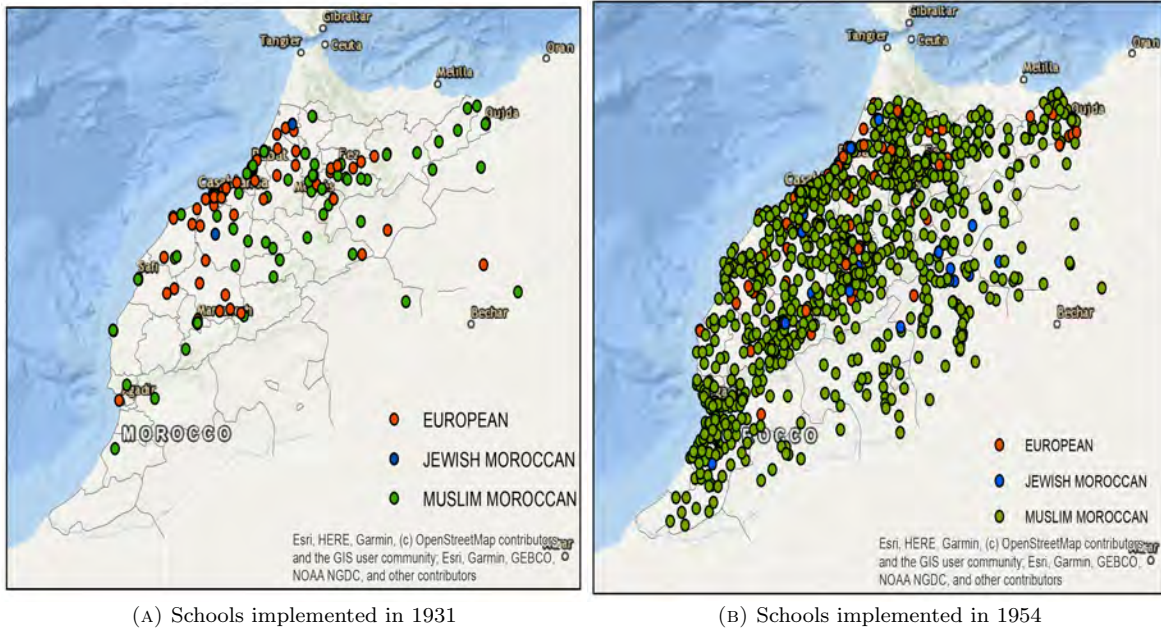 Gibraltar
Tangier
Ceuta
Oran
Melilla
Oujda
Fez
Casablanca
Safi
Marrakesh
Bechar
Agadir
MOROCCO
EUROPEAN
JEWISH MOROCCAN
MUSLIM MOROCCAN
Esri, HERE, Garmin, (c) OpenStreetMap contributors,
and the GIS user community; Esri, Garmin, GEBCO,
NOAA NGDC, and other contributors
(A) Schools implemented in 1931
Gibraltar
Tangier
Ceuta
Oran
Melilla
Oujda
Bechar
EUROPEAN
JEWISH MOROCCAN
MUSLIM MOROCCAN
Esri, HERE, Garmin, (c) OpenStreetMap contributors,
and the GIS user community; Esri, Garmin, GEBCO,
NOAA NGDC, and other contributors
(B) Schools implemented in 1954